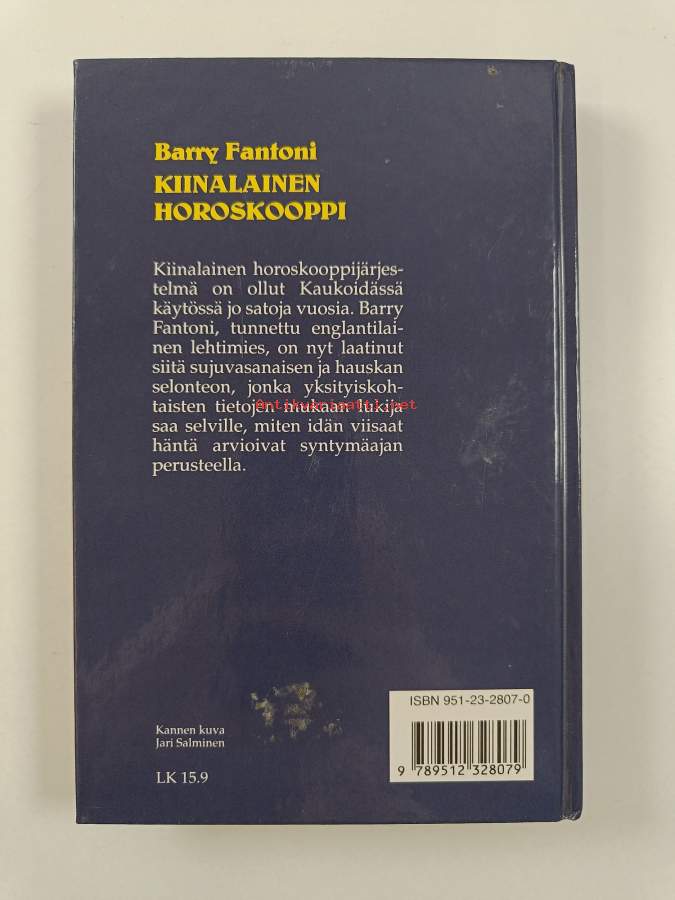 Barry Fantoni
KIINALAINEN
HOROSKOOPPI
Kiinalainen horoskooppijärjes-
telmä on ollut Kaukoidässä
käytössä jo satoja vuosia. Barry
Fantoni, tunnettu englantilai-
nen lehtimies, on nyt laatinut
siitä sujuvasanaisen ja hauskan
selonteon, jonka yksityiskoh-
taisten tietojen mukaan lukija
Antikvariaatti.net
saa selville, miten idän viisaat
häntä arvioivat syntymäajan
perusteella.
ISBN 951-23-2807-0
9 789512 328079
Kannen kuva
Jari Salminen
LK 15.9